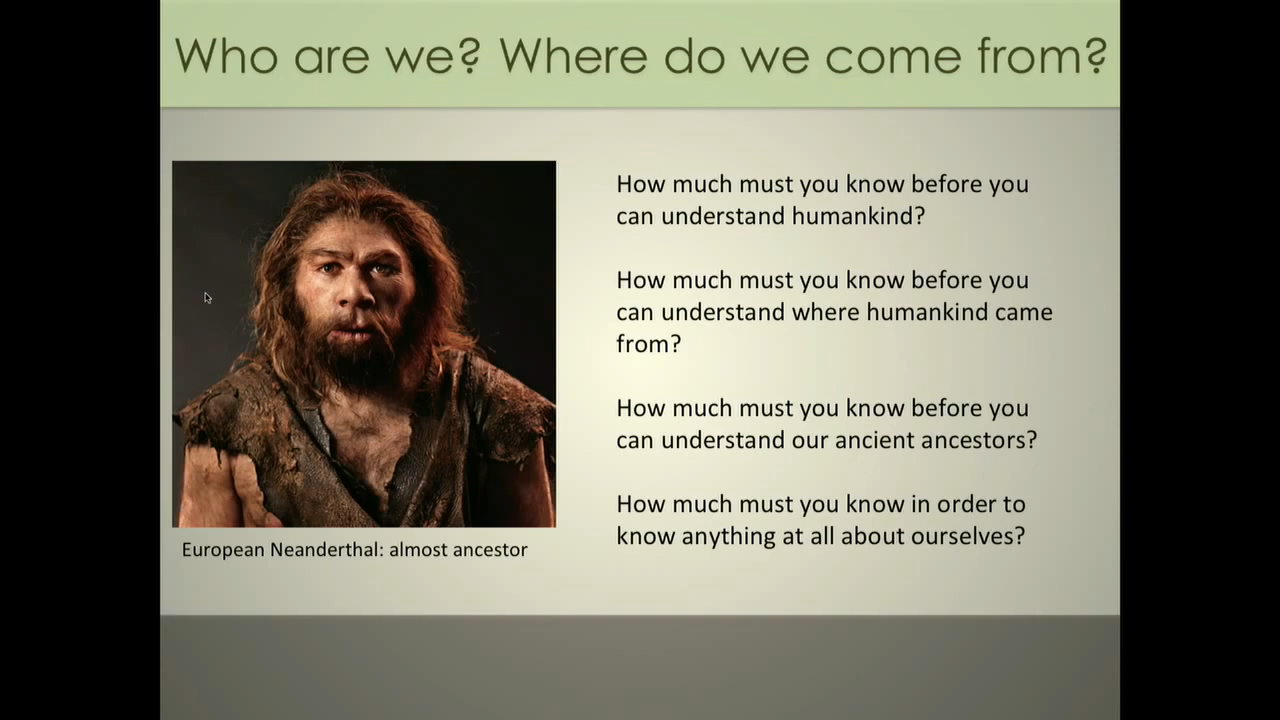 Who are we? Where do we come from?
How much must you know before you
can understand humankind?
How much must you know before you
can understand where humankind came
from?
How much must you know before you
can understand our ancient ancestors?
How much must you know in order to
know anything at all about ourselves?
European Neanderthal: almost ancestor